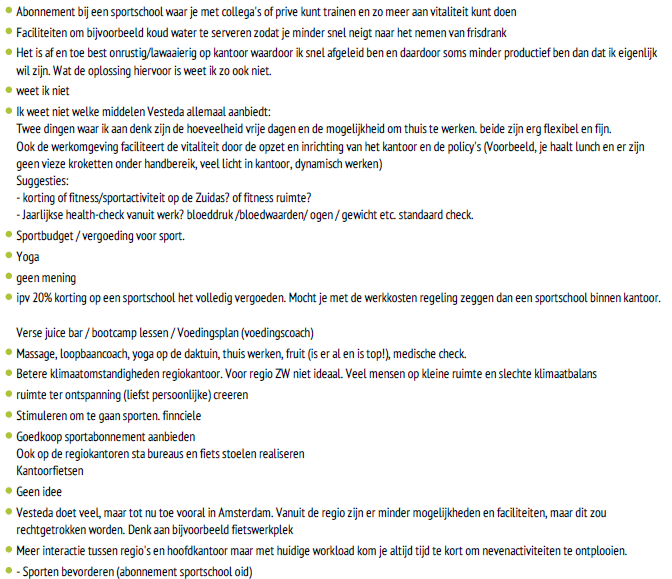 • Abonnement bij een sportschool waar je met collega's of prive kunt trainen en zo meer aan vitaliteit kunt doen
• Faciliteiten om bijvoorbeeld koud water te serveren zodat je minder snel neigt naar het nemen van frisdrank
• Het is af en toe best onrustig/lawaaierig op kantoor waardoor ik snel afgeleid ben en daardoor soms minder productief ben dan dat ik eigenlijk
wil zijn. Wat de oplossing hiervoor is weet ik zo ook niet.
• weet ik niet
• Ik weet niet welke middelen Vesteda allemaal aanbiedt:
Twee dingen waar ik aan denk zijn de hoeveelheid vrije dagen en de mogelijkheid om thuis te werken. beide zijn erg flexibel en fijn.
Ook de werkomgeving faciliteert de vitaliteit door de opzet en inrichting van het kantoor en de policy's (Voorbeeld, je haalt lunch en er zijn
geen vieze kroketten onder handbereik, veel licht in kantoor, dynamisch werken)
Suggesties:
- korting of fitness/sportactiviteit op de Zuidas? of fitness ruimte?
- Jaarlijkse health-check vanuit werk? bloeddruk /bloedwaarden/ ogen / gewicht etc. standaard check.
• Sportbudget / vergoeding voor sport.
• Yoga
• geen mening
• ipv 20% korting op een sportschool het volledig vergoeden. Mocht je met de werkkosten regeling zeggen dan een sportschool binnen kantoor.
Verse juice bar / bootcamp lessen / Voedingsplan (voedingscoach)
• Massage, loopbaancoach, yoga op de daktuin, thuis werken, fruit (is er al en is top!), medische check.
• Betere klimaatomstandigheden regiokantoor. Voor regio ZW niet ideaal. Veel mensen op kleine ruimte en slechte klimaatbalans
• ruimte ter ontspanning (liefst persoonlijke) creeren
• Stimuleren om te gaan sporten. finnciele
• Goedkoop sportabonnement aanbieden
Ook op de regiokantoren sta bureaus en fiets stoelen realiseren
Kantoorfietsen
• Geen idee
• Vesteda doet veel, maar tot nu toe vooral in Amsterdam. Vanuit de regio zijn er minder mogelijkheden en faciliteiten, maar dit zou
rechtgetrokken worden. Denk aan bijvoorbeeld fietswerkplek
• Meer interactie tussen regio's en hoofdkantoor maar met huidige workload kom je altijd tijd te kort om nevenactiviteiten te ontplooien.
• - Sporten bevorderen (abonnement sportschool oid)